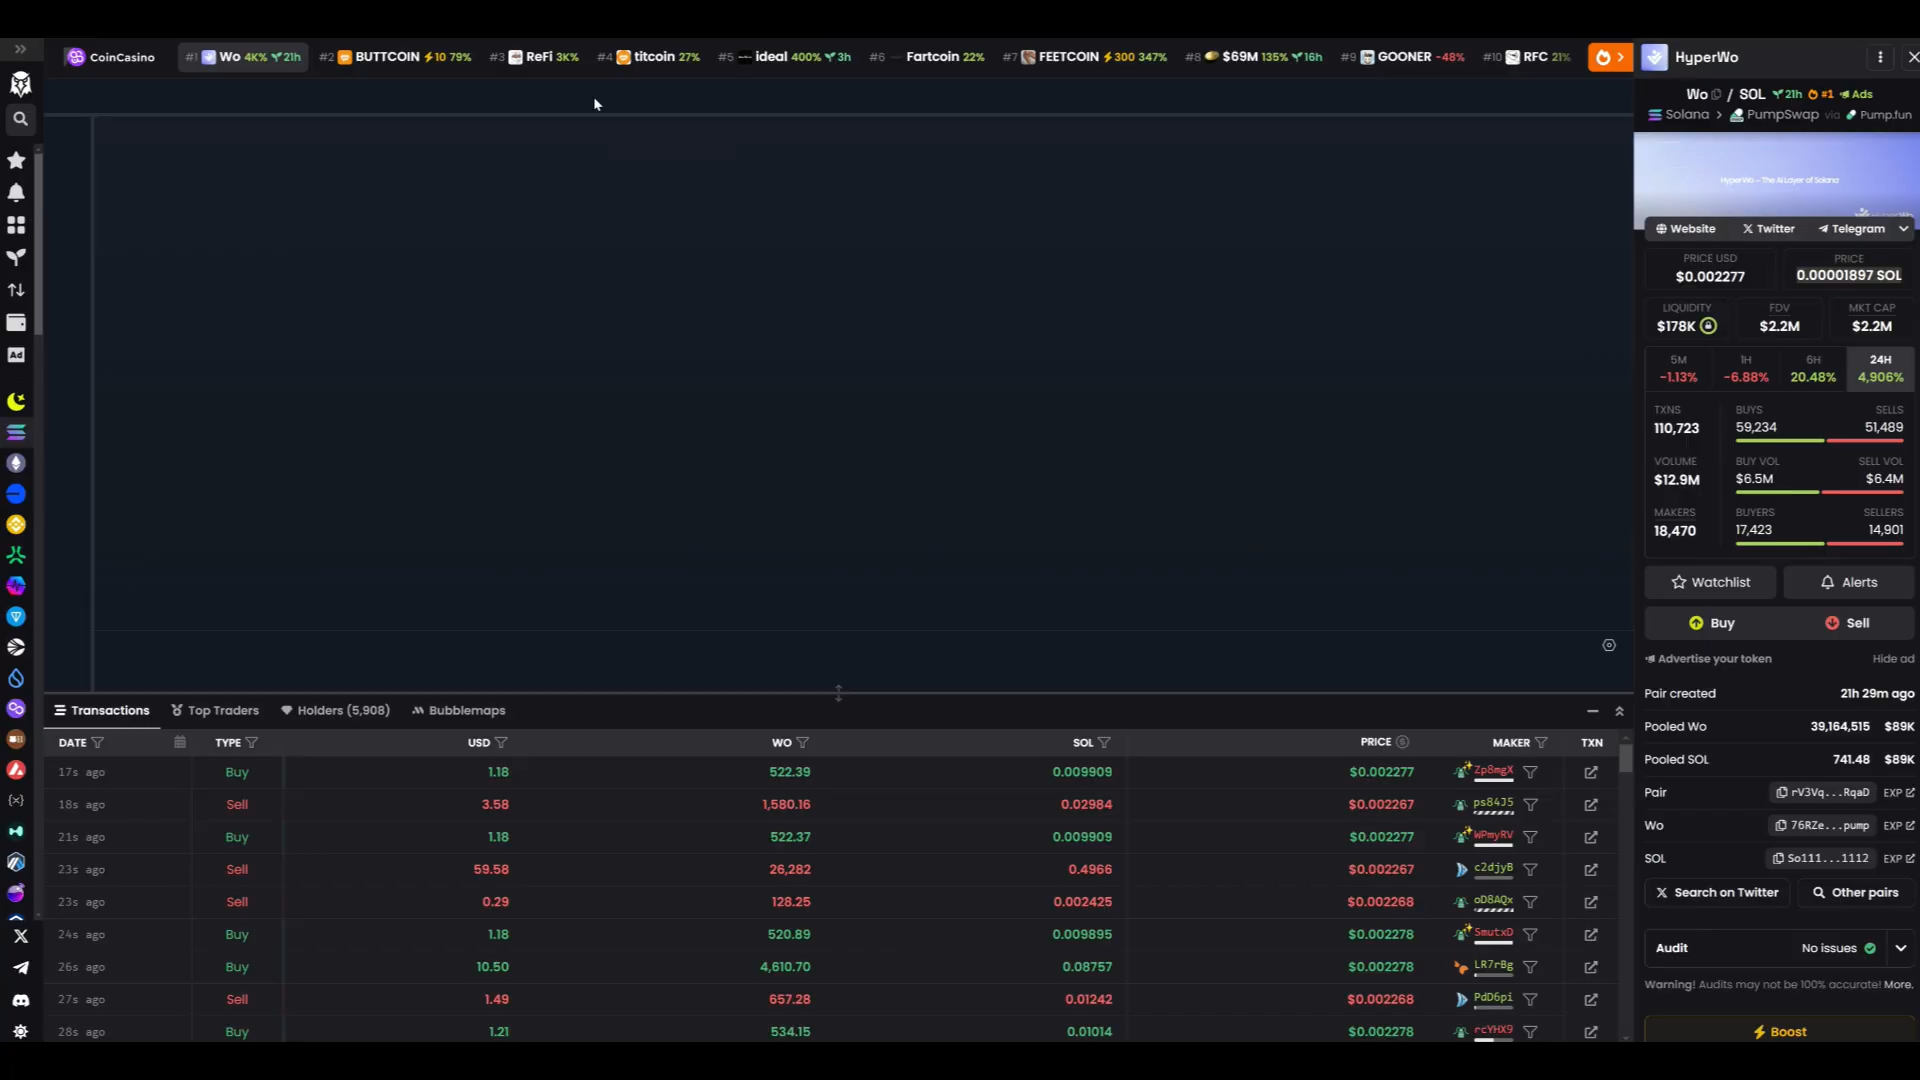 CoinCasino
#1 Wo 4K% 21h
#2 BUTTCOIN 10 79%
#3 ReFi 3K%
#4 titcoin 27%
#5 ideal 400% 3h
#6 Fartcoin 22%
#7 FEETCOIN 300 347%
#8 $69M 135% 16h
#9 GOONER -48%
#10 RFC 21%
HyperWo
Wo / SOL 21h #1 Ads
Solana > PumpSwap via Pump.fun
HyperWo – The AI Layer of Solana
HyperWo
Website Twitter Telegram
PRICE USD PRICE
$0.002277 0.00001897 SOL
LIQUIDITY FDV MKT CAP
$178K $2.2M $2.2M
5M 1H 6H 24H
-1.13% -6.88% 20.48% 4,906%
TXNS BUYS SELLS
110,723 59,234 51,489
VOLUME BUY VOL SELL VOL
$12.9M $6.5M $6.4M
MAKERS BUYERS SELLERS
18,470 17,423 14,901
Watchlist Alerts
Buy Sell
Advertise your token Hide ad
Pair created 21h 29m ago
Pooled Wo 39,164,515 $89K
Pooled SOL 741.48 $89K
Pair rV3Vq...RqaD EXP
Wo 76RZe...pump EXP
SOL So111...1112 EXP
Search on Twitter Other pairs
Audit No issues
Warning! Audits may not be 100% accurate! More.
Boost
Ad
Transactions Top Traders Holders (5,908) Bubblemaps
DATE TYPE USD WO SOL PRICE MAKER TXN
17s ago Buy 1.18 522.39 0.009909 $0.002277 Zp8mgX
18s ago Sell 3.58 1,580.16 0.02984 $0.002267 ps84J5
21s ago Buy 1.18 522.37 0.009909 $0.002277 WPmyRV
23s ago Sell 59.58 26,282 0.4966 $0.002267 c2djyB
23s ago Sell 0.29 128.25 0.002425 $0.002268 oD8AQx
24s ago Buy 1.18 520.89 0.009895 $0.002278 SmutxD
26s ago Buy 10.50 4,610.70 0.08757 $0.002278 LR7rBg
27s ago Sell 1.49 657.28 0.01242 $0.002268 PdD6pi
28s ago Buy 1.21 534.15 0.01014 $0.002278 rcYHX9